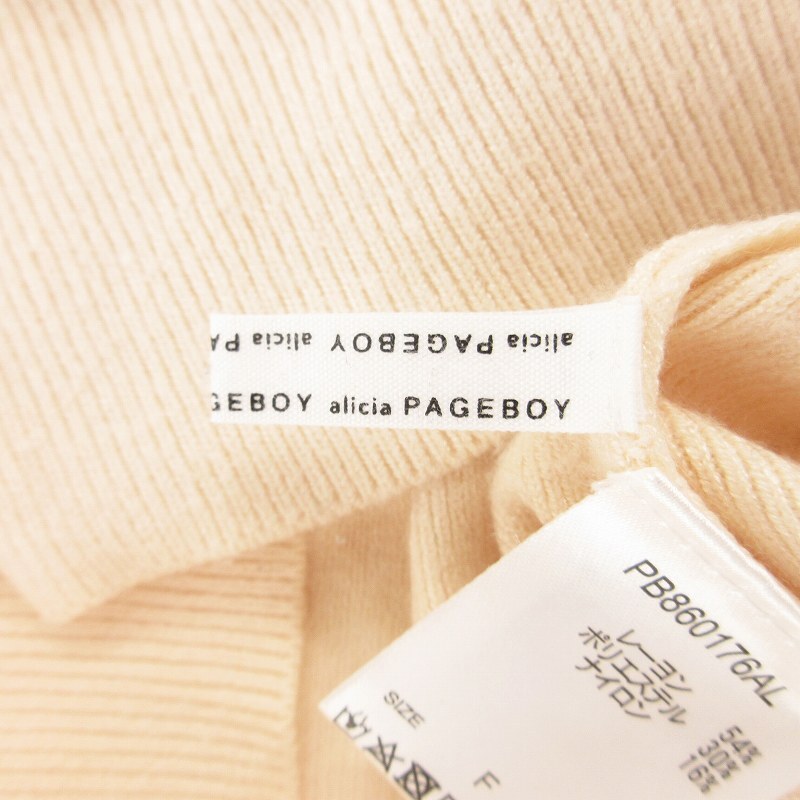 alicia PAGEBOY alicia PA
GEBOY alicia PAGEBOY
PB860176AL
レーヨン 54%
ポリエステル 30%
ナイロン 16%
SIZE F